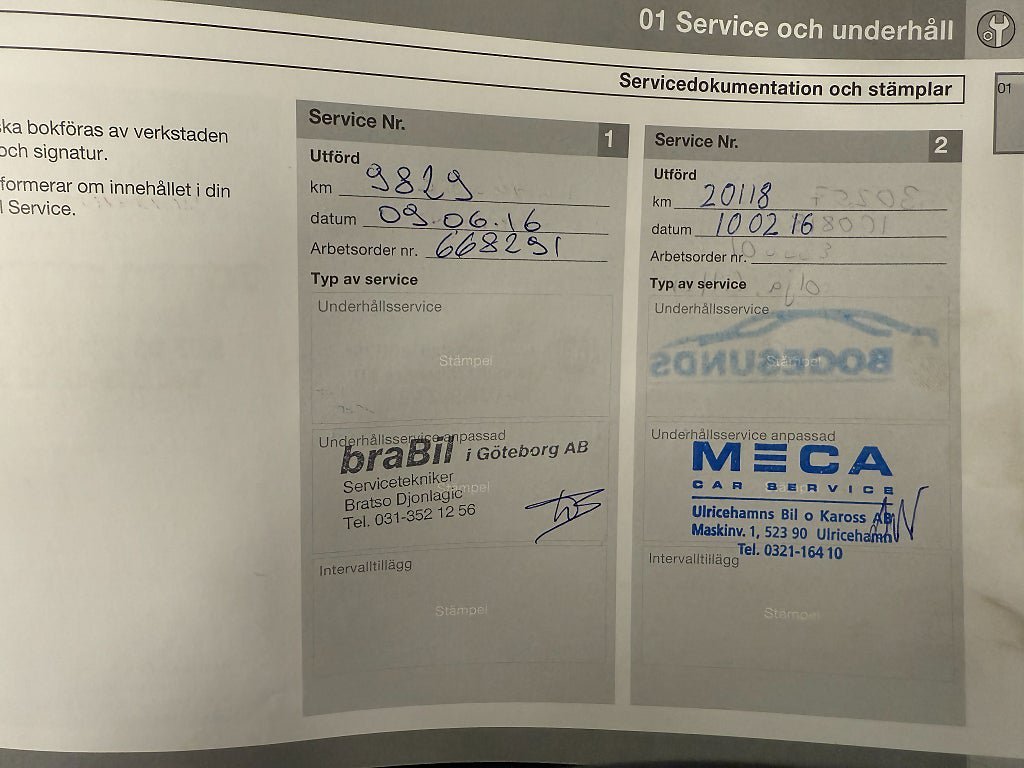 01 Service och underhåll
Servicedokumentation och stämplar
01
ska bokföras av verkstaden
och signatur.
formerar om innehållet i din
l Service.
Service Nr. 1
Utförd
km 9829
datum 09.06.16
Arbetsorder nr. 668291
Typ av service
Underhållsservice
Stämpel
Underhållsservice anpassad
braBil i Göteborg AB
Stämpel
Servicetekniker
Bratso Djonlagic
Tel. 031-352 12 56
Intervalltillägg
Stämpel
Service Nr. 2
Utförd
km 20118
datum 10 02 16
Arbetsorder nr.
Typ av service
Underhållsservice
Stämpel
BOGESUNDS
Underhållsservice anpassad
MECA
CAR SERVICE
Ulricehamns Bil o Kaross AB
Maskinv. 1, 523 90 Ulricehamn
Tel. 0321-164 10
Intervalltillägg
Stämpel